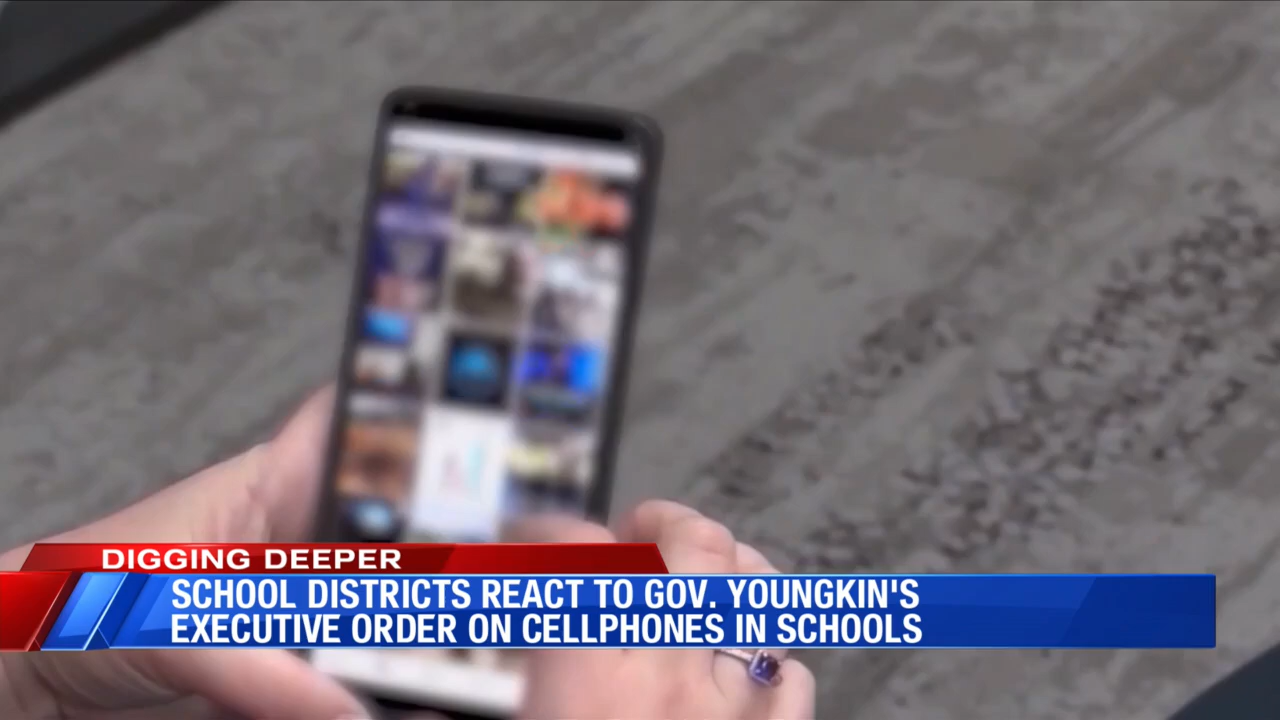 DIGGING DEEPER
SCHOOL DISTRICTS REACT TO GOV. YOUNGKIN'S
EXECUTIVE ORDER ON CELLPHONES IN SCHOOLS